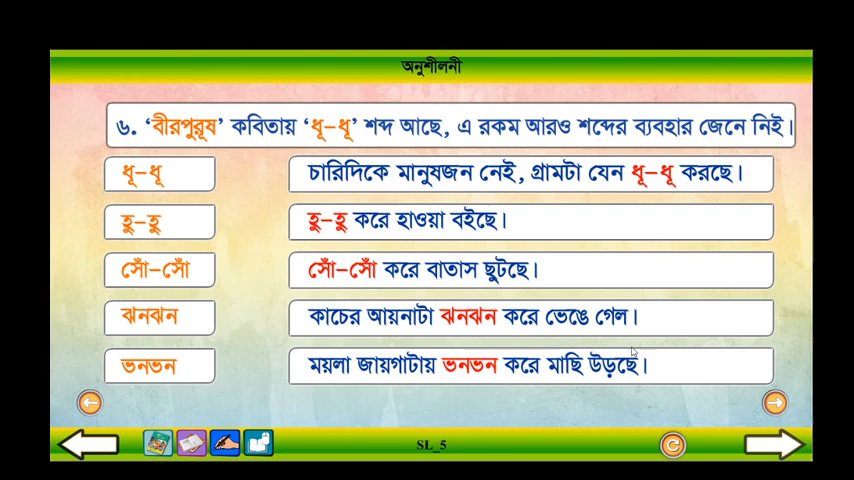 অনুশীলনী
৬. ‘বীরপুরুষ’ কবিতায় ‘ধূ-ধূ’ শব্দ আছে, এ রকম আরও শব্দের ব্যবহার জেনে নিই।
ধূ-ধূ চারিদিকে মানুষজন নেই, গ্রামটা যেন ধূ-ধূ করছে।
হু-হু হু-হু করে হাওয়া বইছে।
সোঁ-সোঁ সোঁ-সোঁ করে বাতাস ছুটছে।
ঝনঝন কাচের আয়নাটা ঝনঝন করে ভেঙে গেল।
ভনভন ময়লা জায়গাটায় ভনভন করে মাছি উড়ছে।
SL_5